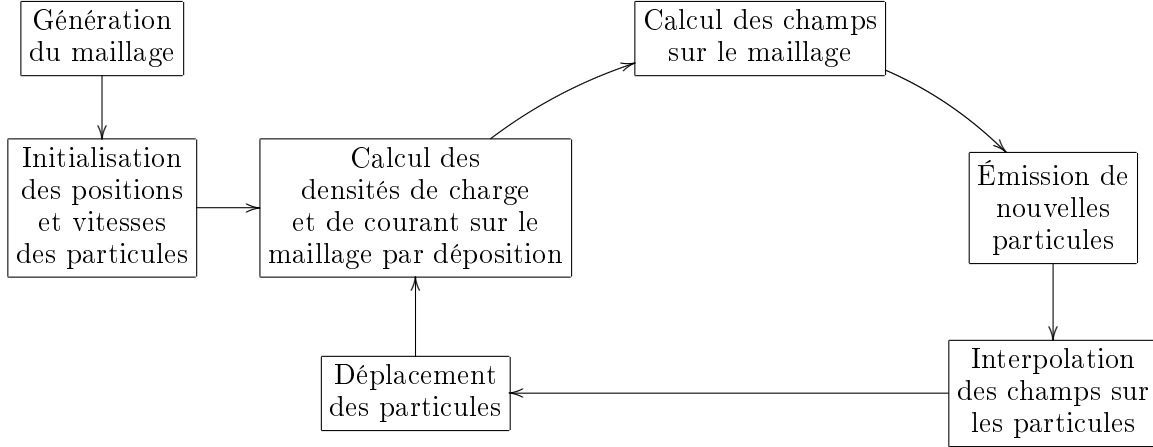 Génération
du maillage
Initialisation
des positions
et vitesses
des particules
Calcul des
densités de charge
et de courant sur le
maillage par déposition
Calcul des champs
sur le maillage
Émission de
nouvelles
particules
Interpolation
des champs sur
les particules
Déplacement
des particules